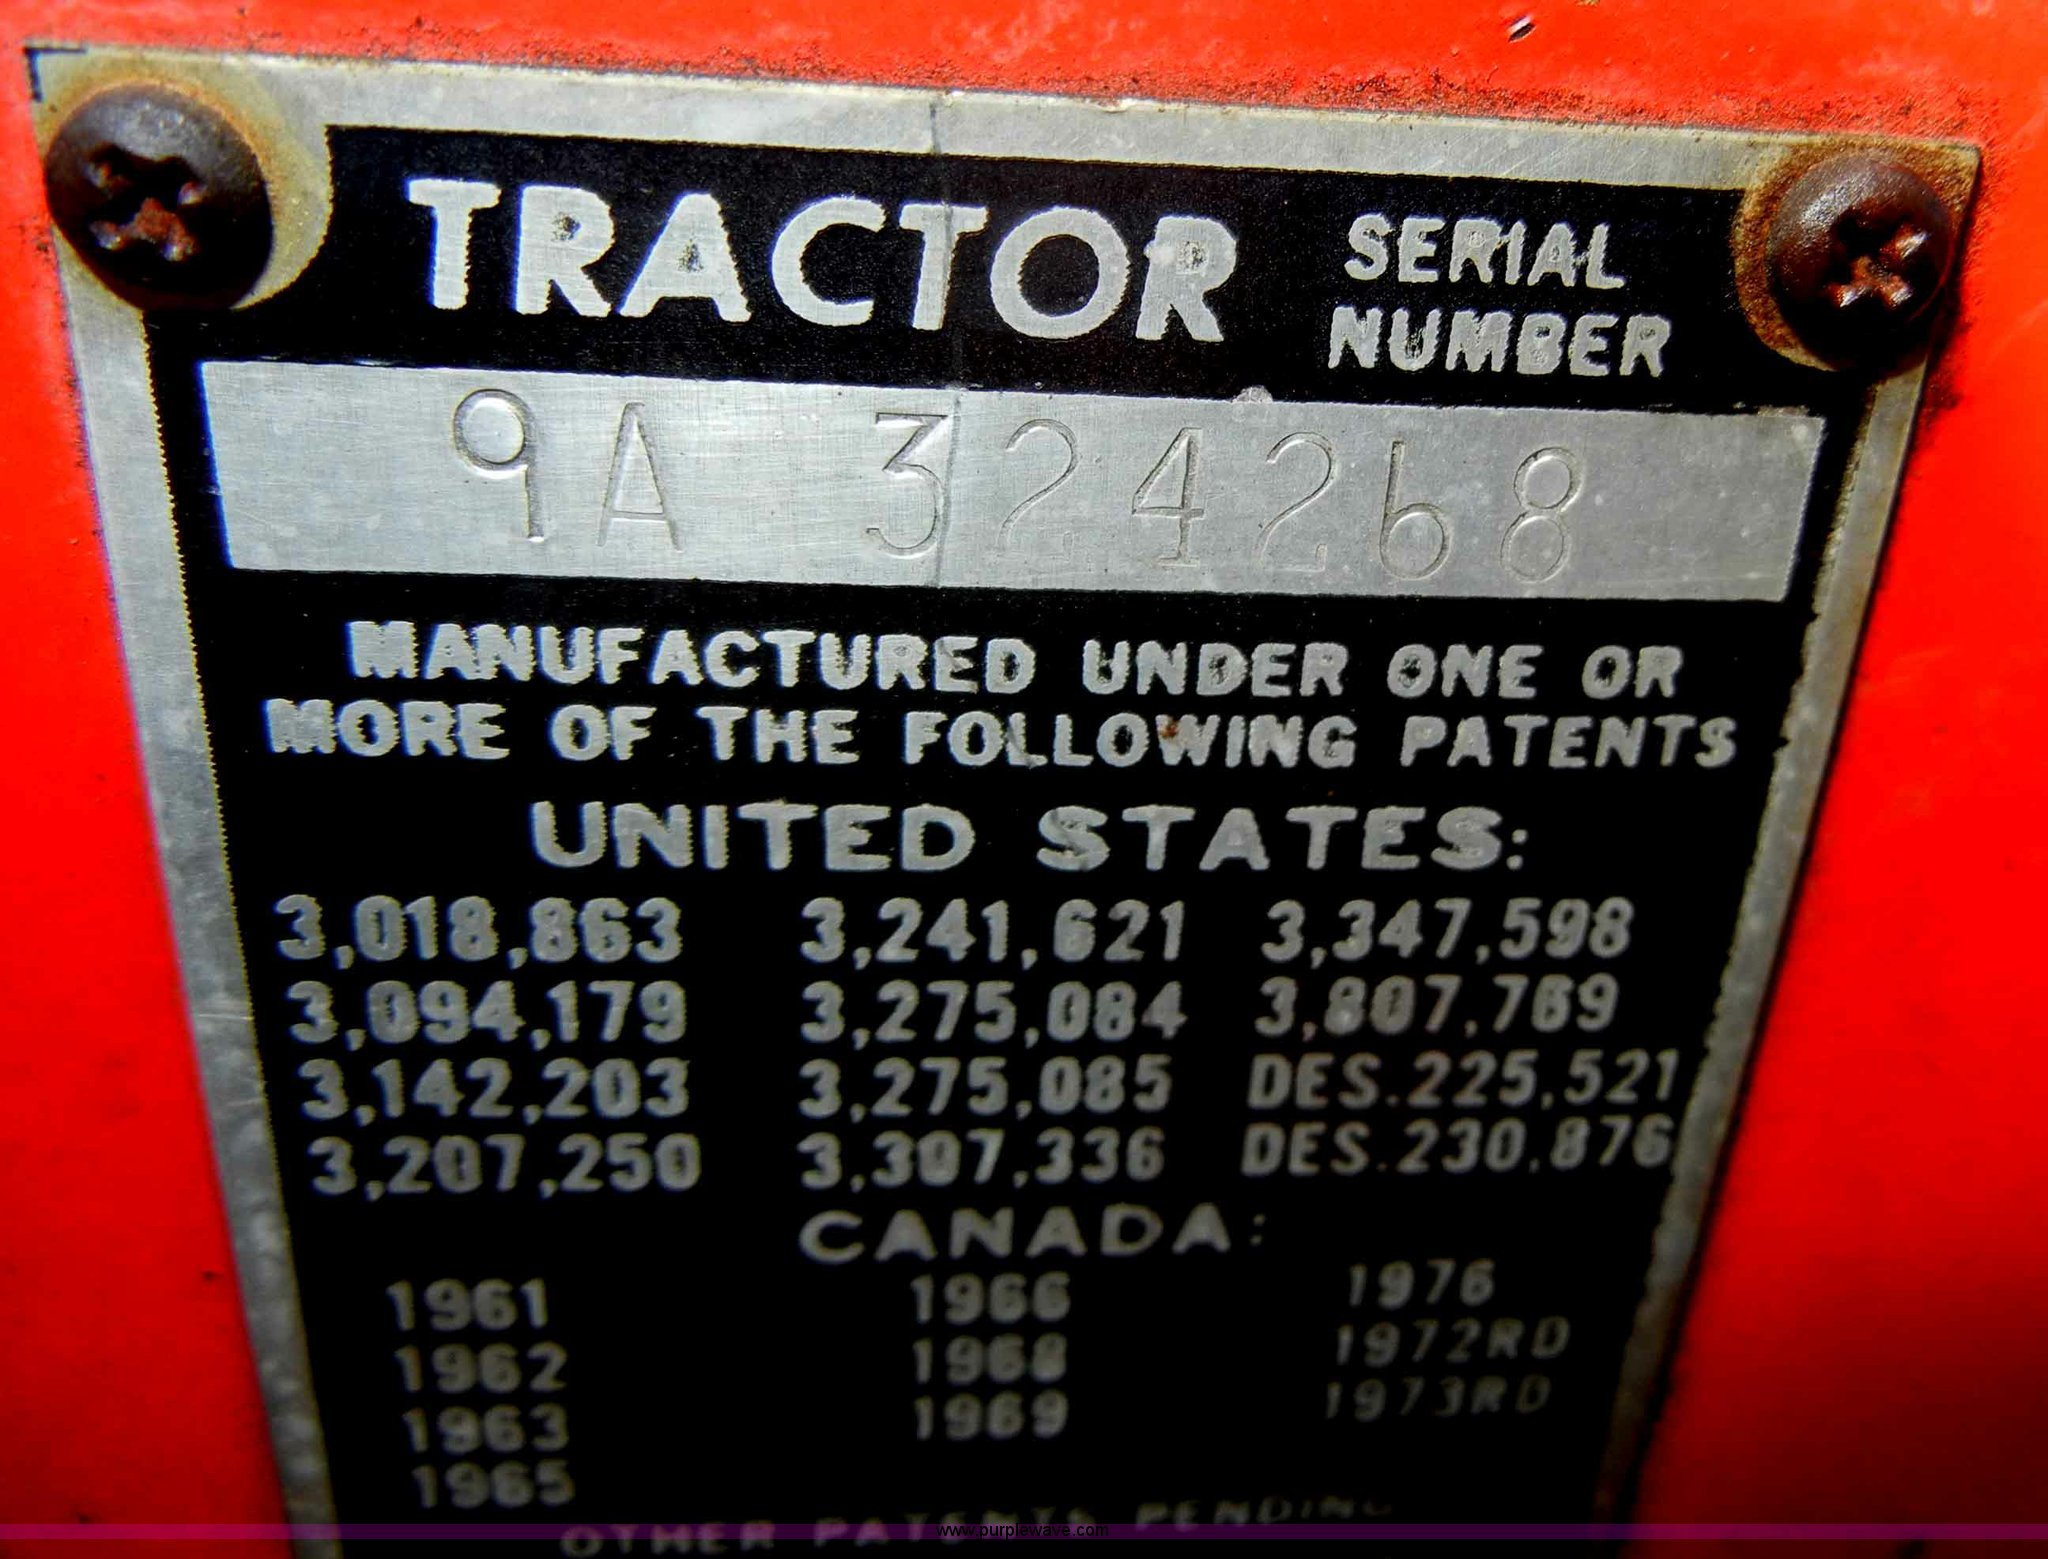 TRACTOR SERIAL NUMBER
9A 324268
MANUFACTURED UNDER ONE OR
MORE OF THE FOLLOWING PATENTS
UNITED STATES:
3,018,863 3,241,621 3,347,598
3,094,179 3,275,084 3,807,769
3,142,203 3,275,085 DES.225,521
3,207,250 3,307,336 DES.230,876
CANADA:
1961 1966 1976
1962 1968 1972RD
1963 1969 1973RD
1965
OTHER PATENTS PENDING
www.purplewave.com